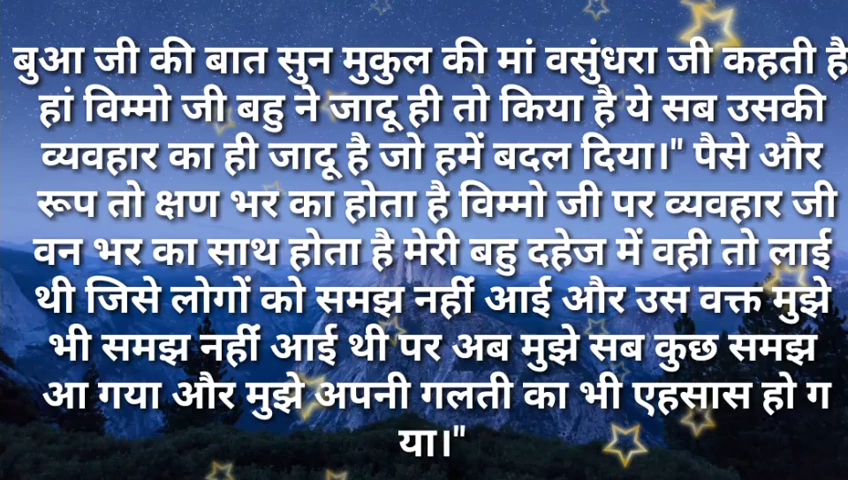 बुआ जी की बात सुन मुकुल की मां वसुंधरा जी कहती है
हां विम्मो जी बहु ने जादू ही तो किया है ये सब उसकी
व्यवहार का ही जादू है जो हमें बदल दिया।" पैसे और
रूप तो क्षण भर का होता है विम्मो जी पर व्यवहार जी
वन भर का साथ होता है मेरी बहु दहेज में वही तो लाई
थी जिसे लोगों को समझ नहीं आई और उस वक्त मुझे
भी समझ नहीं आई थी पर अब मुझे सब कुछ समझ
आ गया और मुझे अपनी गलती का भी एहसास हो ग
या।"